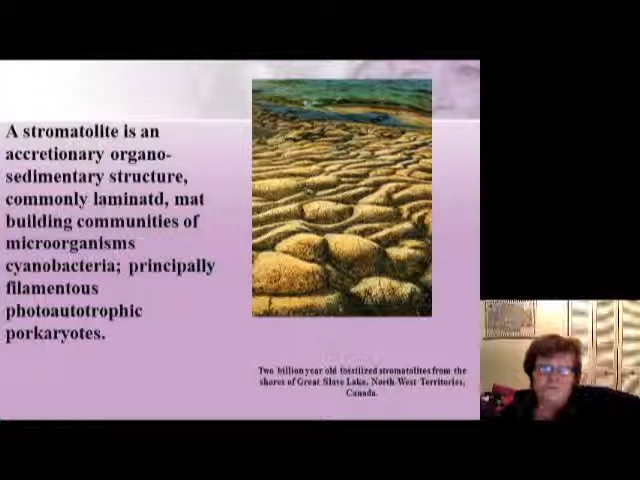 A stromatolite is an
accretionary organo-
sedimentary structure,
commonly laminatd, mat
building communities of
microorganisms
cyanobacteria; principally
filamentous
photoautotrophic
porkaryotes.
Two billion year old fossilized stromatolites from the
shores of Great Slave Lake, North West Territories,
Canada.